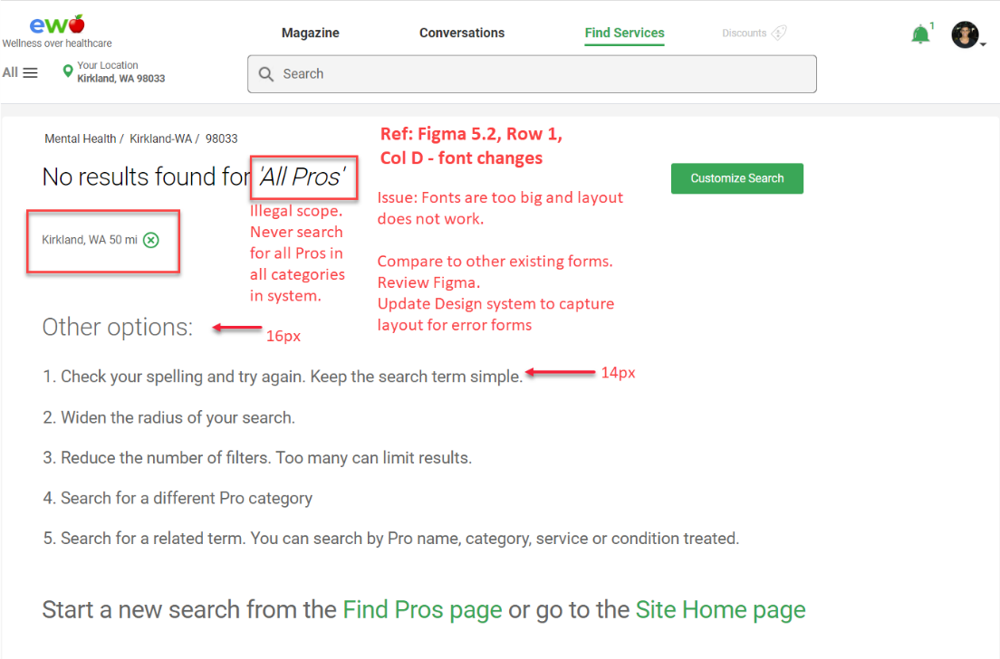 ewo
Magazine
Conversations
Find Services
Discounts
1
Wellness over healthcare
All
Your Location
Kirkland, WA 98033
Search
Mental Health / Kirkland-WA / 98033
Ref: Figma 5.2, Row 1,
Col D - font changes
No results found for 'All Pros'
Customize Search
Issue: Fonts are too big and layout
does not work.
Illegal scope.
Never search
for all Pros in
all categories
in system.
Kirkland, WA 50 mi
Compare to other existing forms.
Review Figma.
Update Design system to capture
layout for error forms
Other options:
16px
1. Check your spelling and try again. Keep the search term simple.
14px
2. Widen the radius of your search.
3. Reduce the number of filters. Too many can limit results.
4. Search for a different Pro category
5. Search for a related term. You can search by Pro name, category, service or condition treated.
Start a new search from the Find Pros page or go to the Site Home page